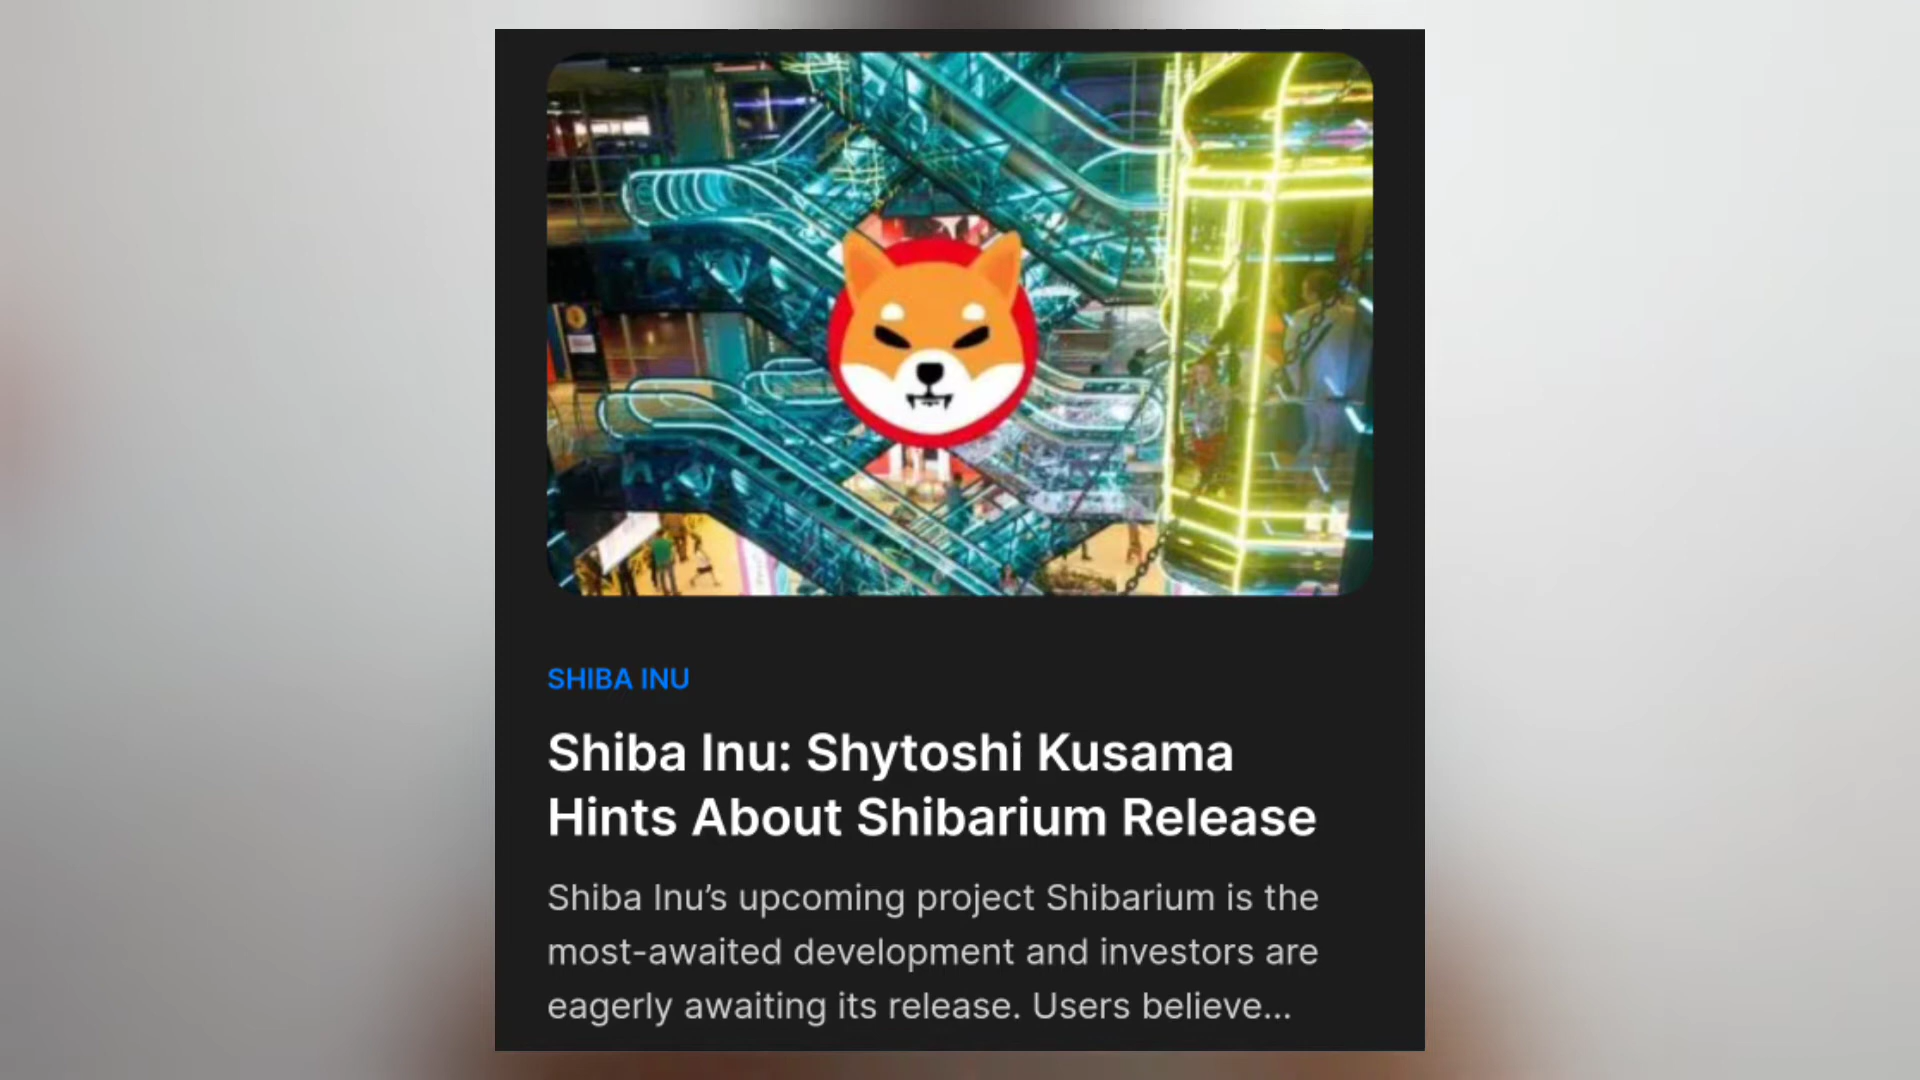 SHIBA INU
Shiba Inu: Shytoshi Kusama
Hints About Shibarium Release
Shiba Inu’s upcoming project Shibarium is the
most-awaited development and investors are
eagerly awaiting its release. Users believe...